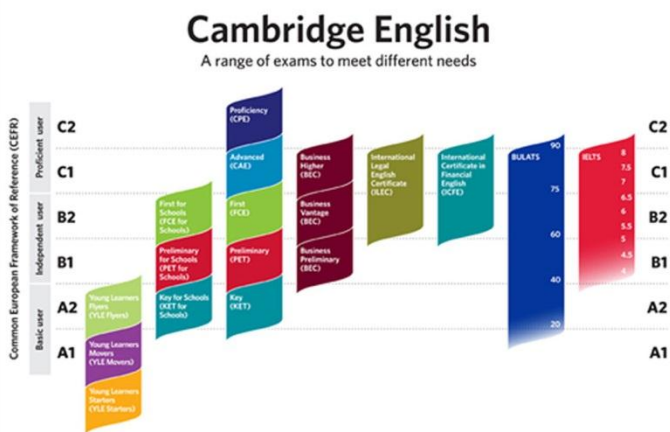 Cambridge English
A range of exams to meet different needs
Common European Framework of Reference (CEFR)
Proficient user
Independent user
Basic user
C2
C1
B2
B1
A2
A1
Young Learners
Flyers
(YLE Flyers)
Young Learners
Movers
(YLE Movers)
Young Learners
Starters
(YLE Starters)
First for
Schools
(FCE for
Schools)
Preliminary
for Schools
(PET for
Schools)
Key for Schools
(KET for
Schools)
Proficiency
(CPE)
Advanced
(CAE)
First
(FCE)
Preliminary
(PET)
Key
(KET)
Business
Higher
(BEC)
Business
Vantage
(BEC)
Business
Preliminary
(BEC)
International
Legal
English
Certificate
(ILEC)
International
Certificate in
Financial
English
(ICFE)
BULATS
90
75
60
40
20
IELTS
8
7.5
7
6.5
6
5.5
5
4.5
4
C2
C1
B2
B1
A2
A1